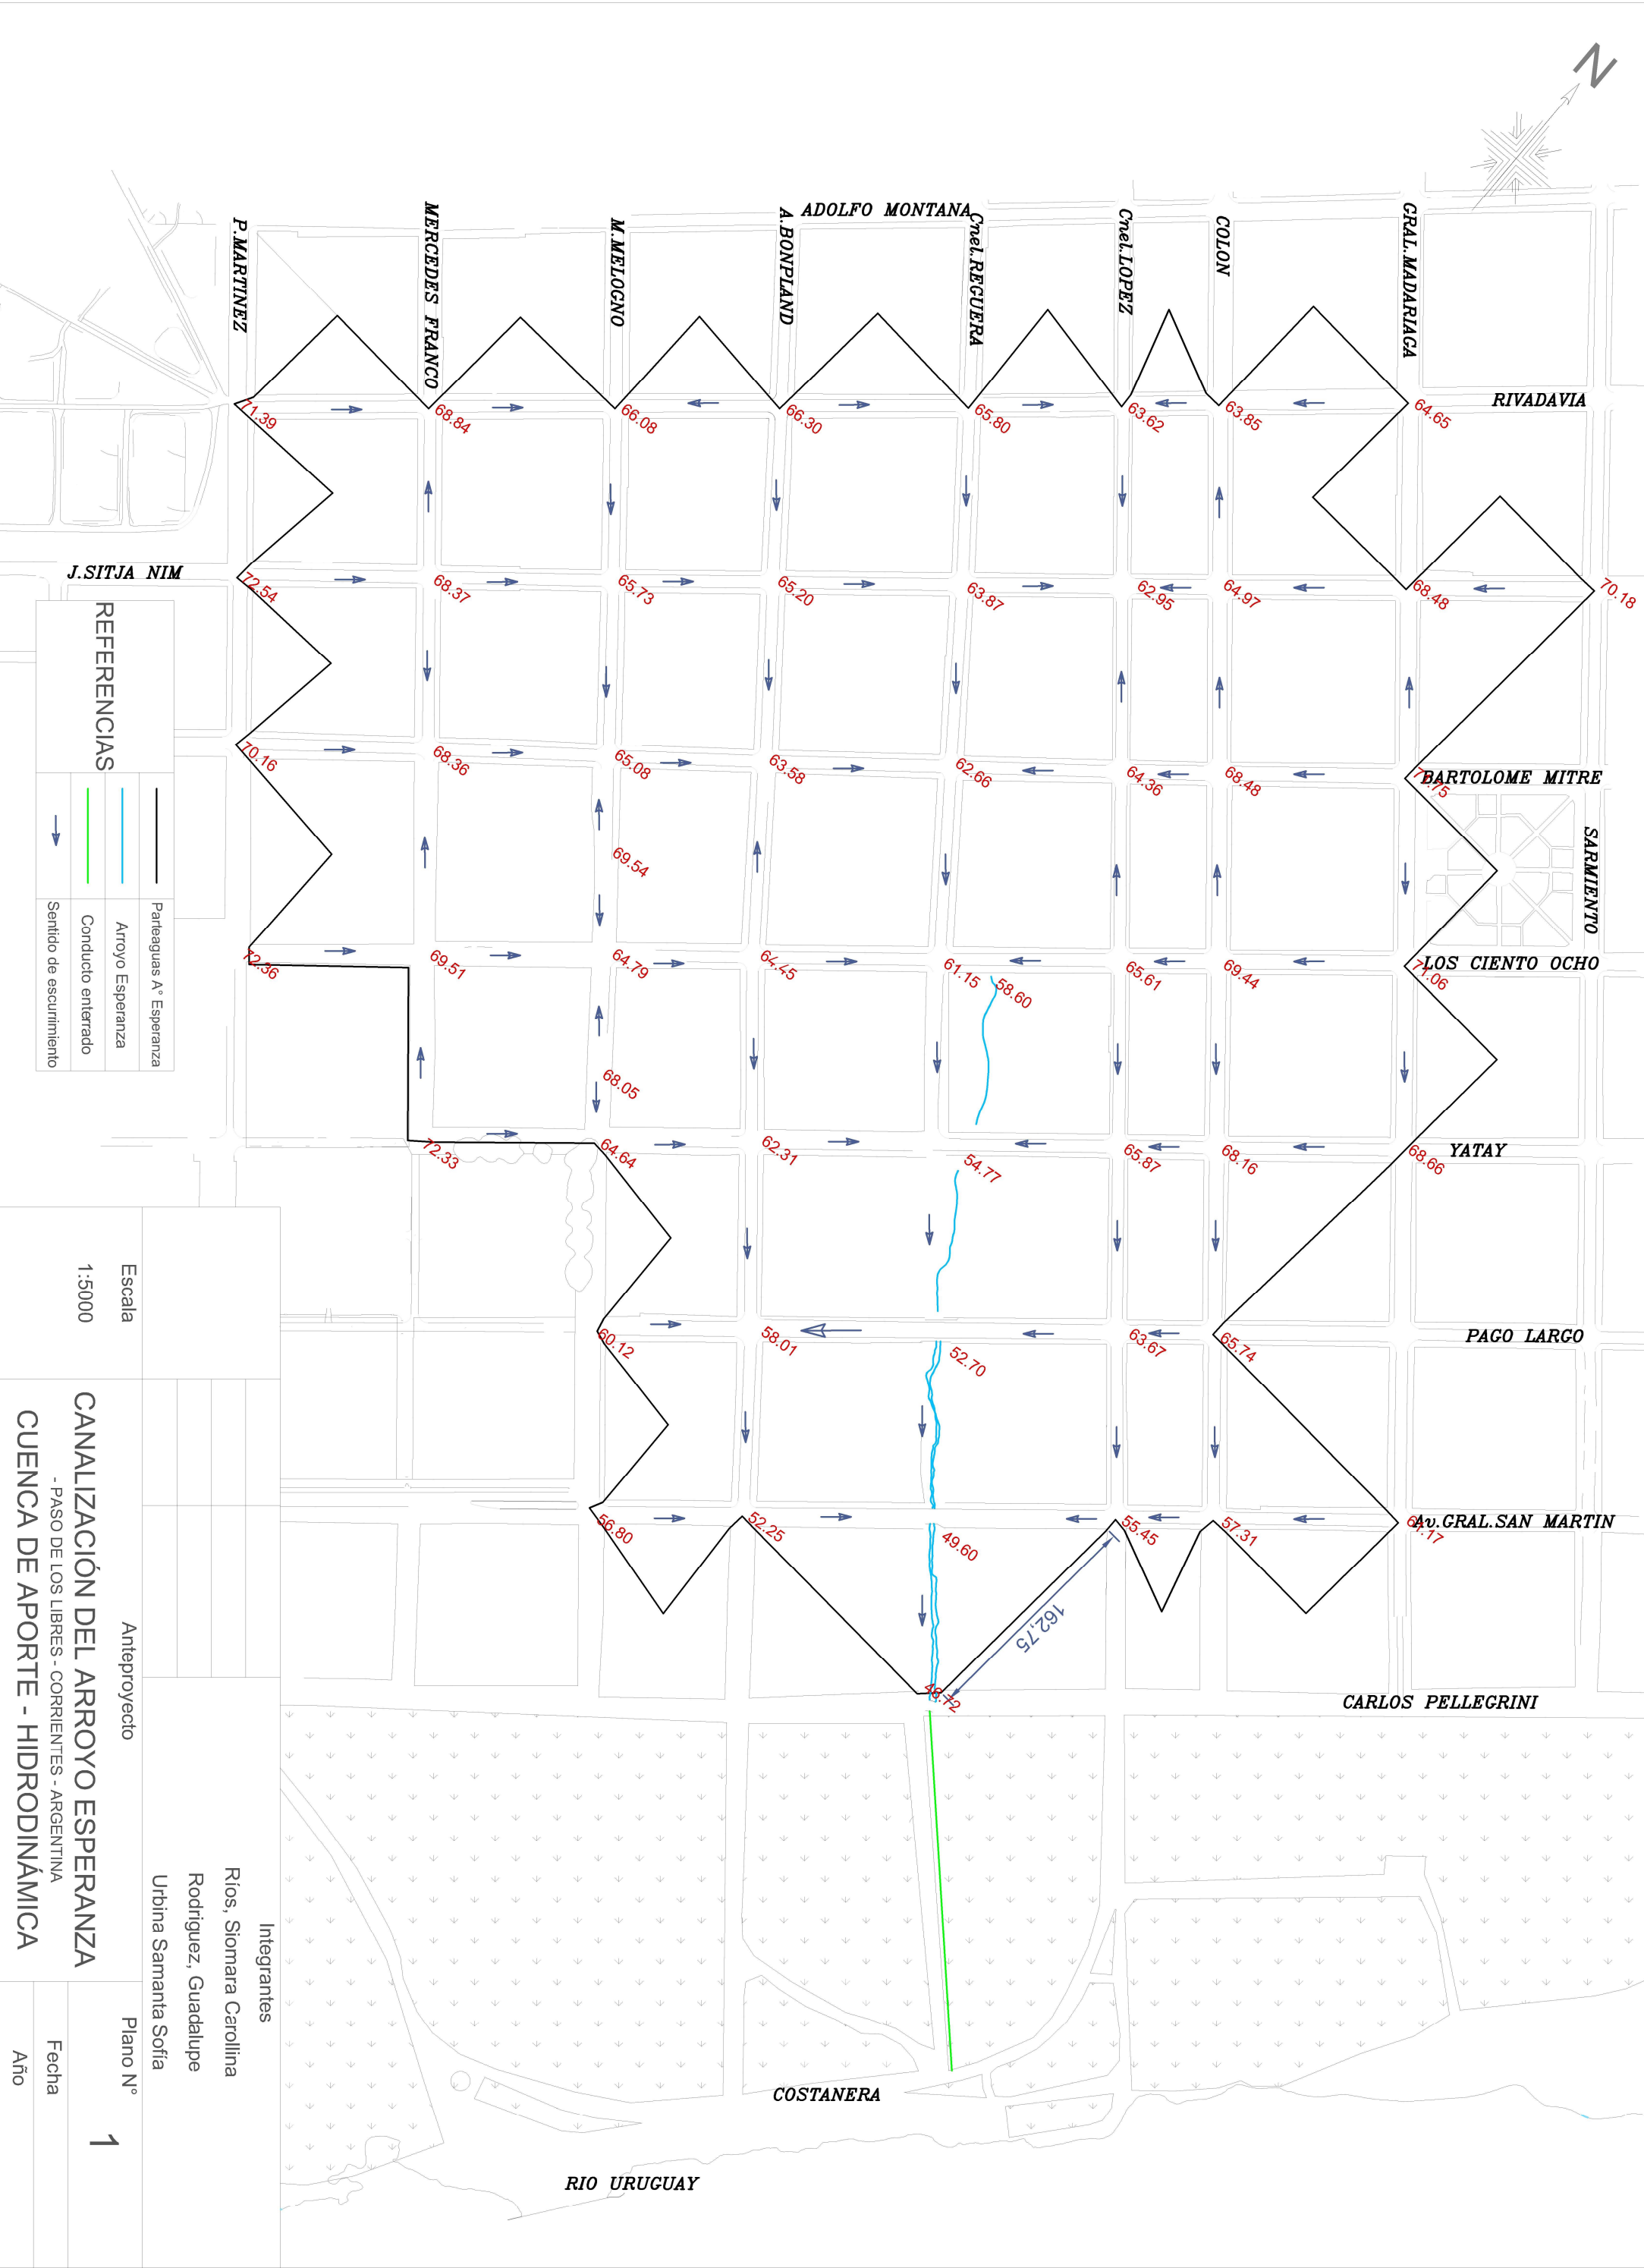 N
ADOLFO MONTANA
P.MARTINEZ
MERCEDES FRANCO
M.MELOGNO
A.BONPLAND
Cnel.REGUERA
Cnel.LOPEZ
COLON
GRAL.MADARIAGA
RIVADAVIA
71.39
68.84
66.08
66.30
65.80
63.62
63.85
64.65
J.SITJA NIM
72.54
68.37
65.73
65.20
63.87
62.95
64.97
68.48
70.18
70.16
68.36
65.08
63.58
62.66
64.36
68.48
BARTOLOME MITRE
SARMIENTO
69.54
72.36
69.51
64.79
64.45
61.15
58.60
65.61
69.44
71.06
LOS CIENTO OCHO
68.05
72.33
64.64
62.31
54.77
65.87
68.16
68.66
YATAY
60.12
58.01
52.70
63.67
65.74
PAGO LARGO
56.80
52.25
49.60
55.45
57.31
61.17
Av.GRAL.SAN MARTIN
162,75
CARLOS PELLEGRINI
COSTANERA
RIO URUGUAY
REFERENCIAS
Parteaguas A° Esperanza
Arroyo Esperanza
Conducto enterrado
Sentido de escurrimiento
Integrantes
Rios, Siomara Carollina
Rodriguez, Guadalupe
Urbina Samanta Sofía
Escala
1:5000
Anteproyecto
CANALIZACIÓN DEL ARROYO ESPERANZA
- PASO DE LOS LIBRES - CORRIENTES - ARGENTINA
CUENCA DE APORTE - HIDRODINÁMICA
Plano N°
1
Fecha
Año